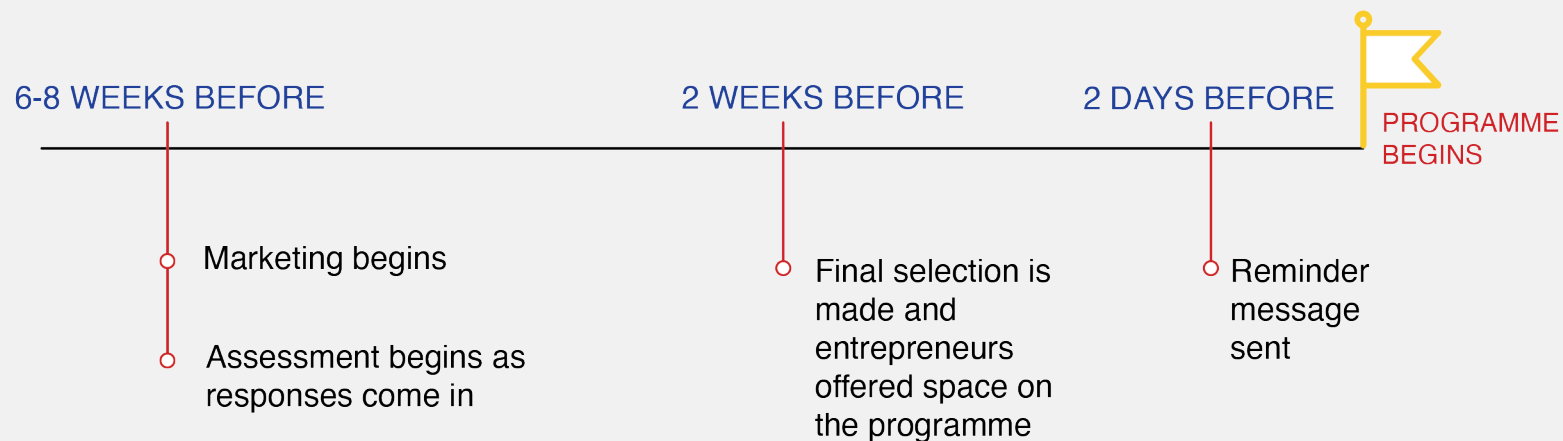 6-8 WEEKS BEFORE
2 WEEKS BEFORE
2 DAYS BEFORE
PROGRAMME
BEGINS
Marketing begins
Assessment begins as
responses come in
Final selection is
made and
entrepreneurs
offered space on
the programme
Reminder
message
sent